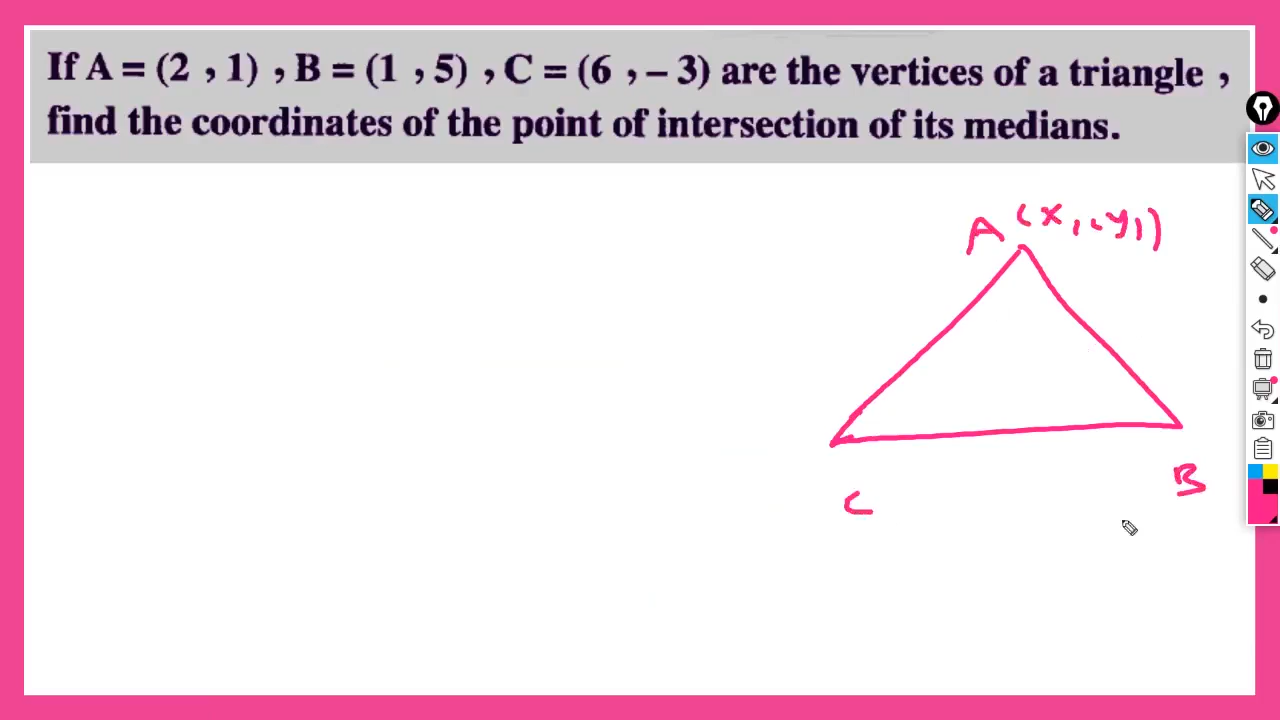 If A = (2 , 1) , B = (1 , 5) , C = (6 , – 3) are the vertices of a triangle ,
find the coordinates of the point of intersection of its medians.
A (x₁, y₁)
C
B